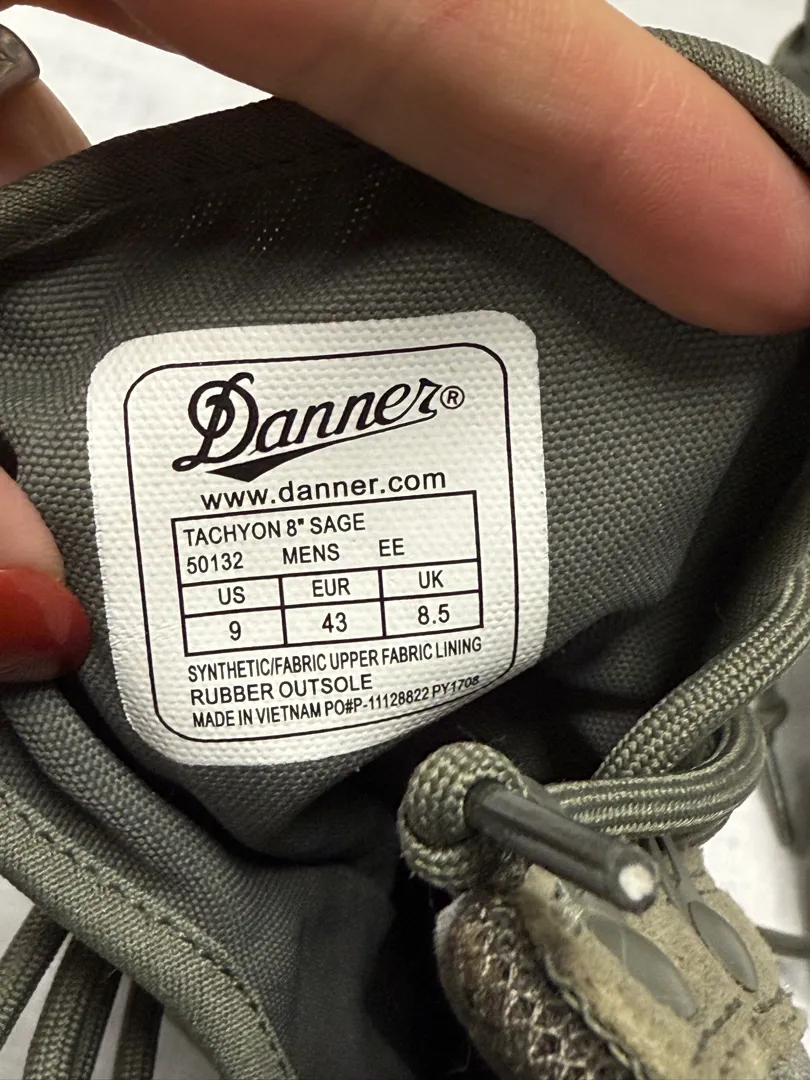 Danner®
www.danner.com
TACHYON 8" SAGE
50132 MENS EE
US EUR UK
9 43 8.5
SYNTHETIC/FABRIC UPPER FABRIC LINING
RUBBER OUTSOLE
MADE IN VIETNAM PO#P-11128822 PY1708